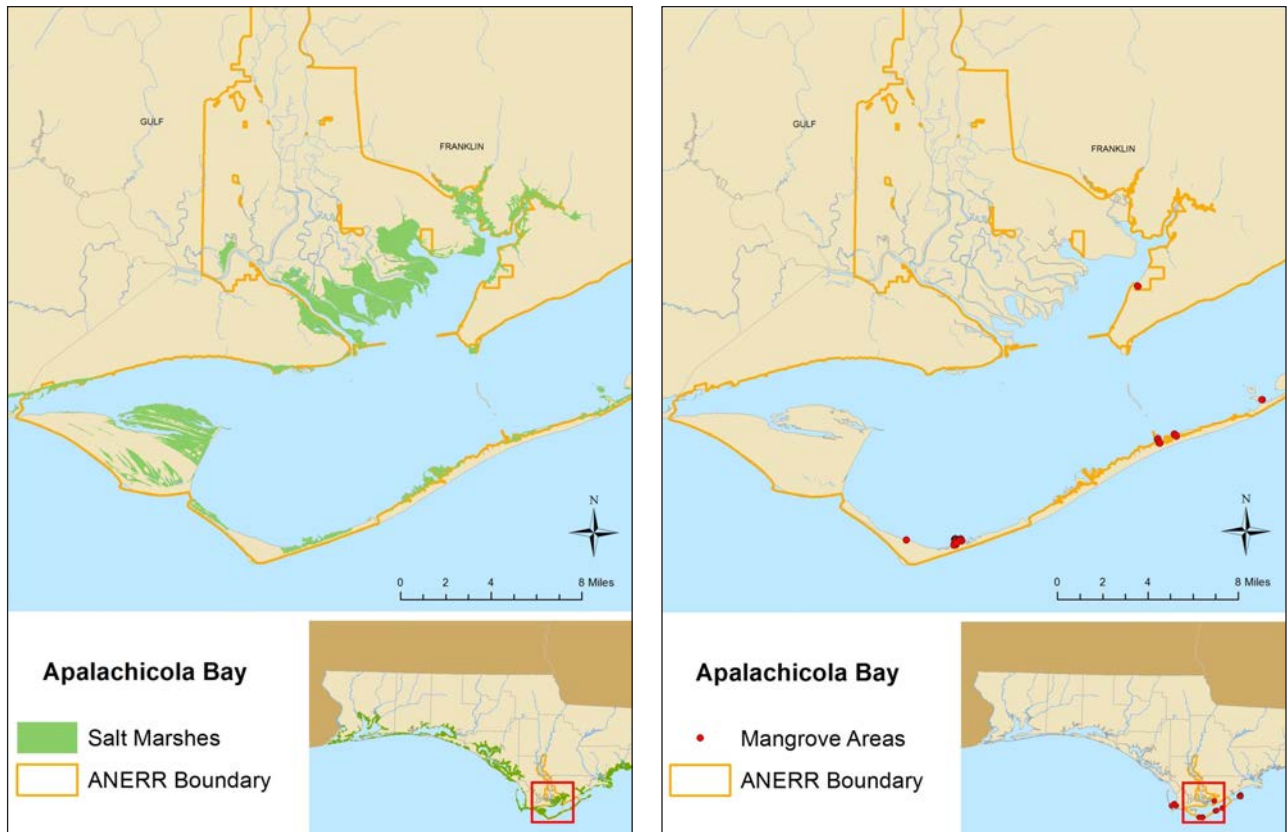 GULF
FRANKLIN
N
0 2 4 8 Miles
Apalachicola Bay
Salt Marshes
ANERR Boundary
GULF
FRANKLIN
N
0 2 4 8 Miles
Apalachicola Bay
Mangrove Areas
ANERR Boundary